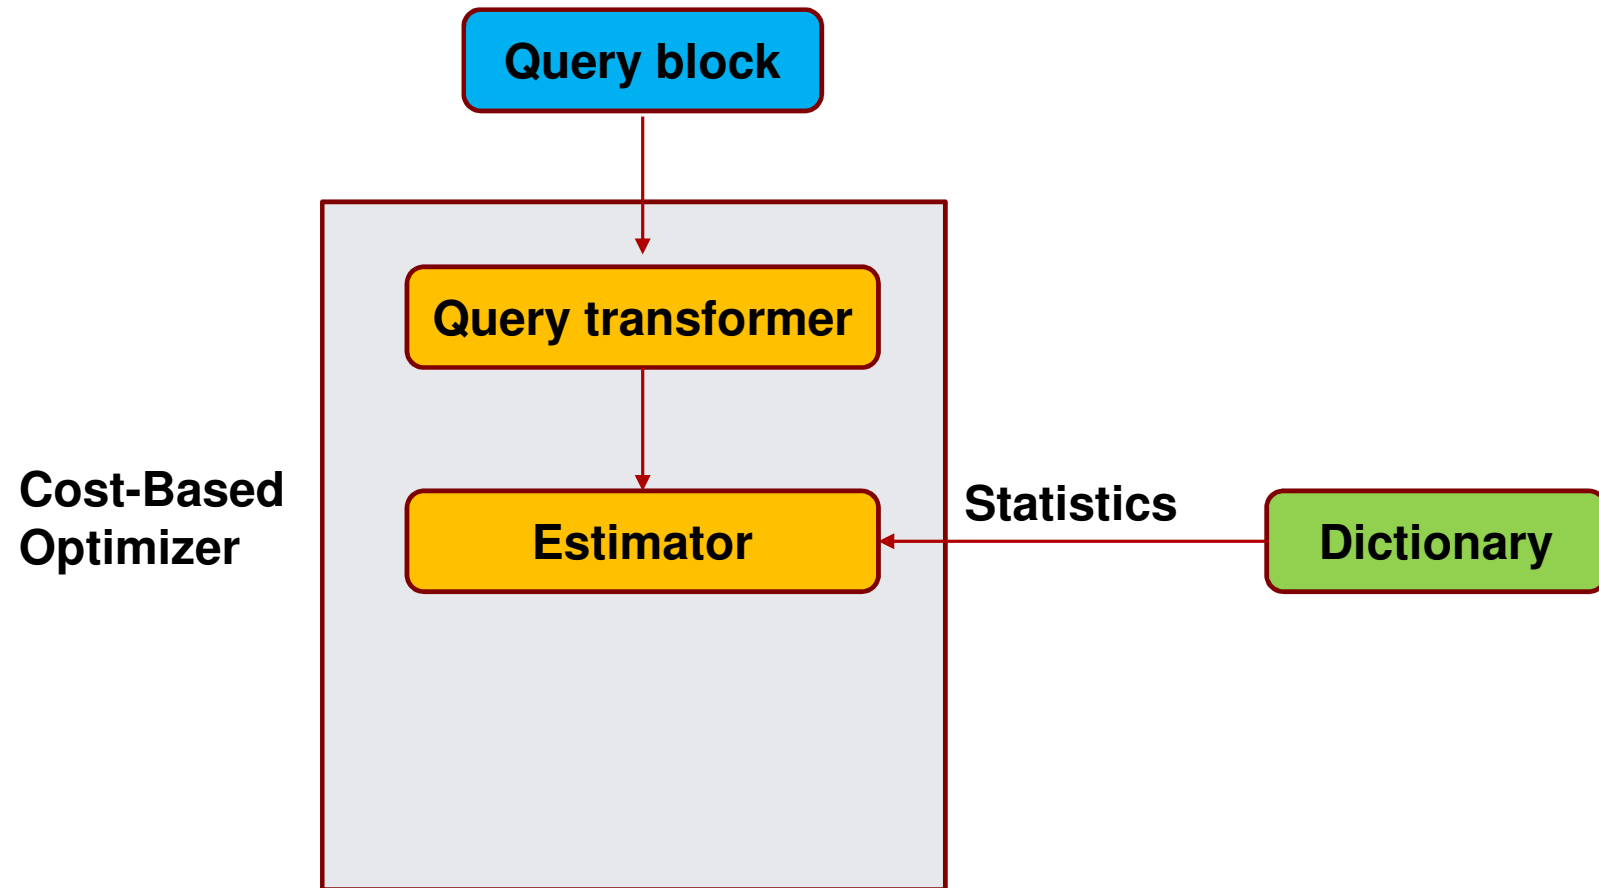 Query block
Query transformer
Cost-Based
Optimizer
Estimator
Statistics
Dictionary